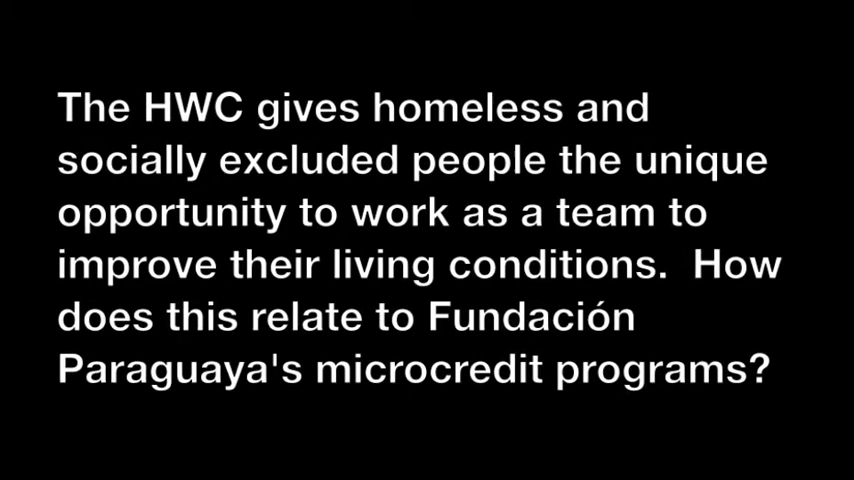 The HWC gives homeless and
socially excluded people the unique
opportunity to work as a team to
improve their living conditions.  How
does this relate to Fundación
Paraguaya's microcredit programs?